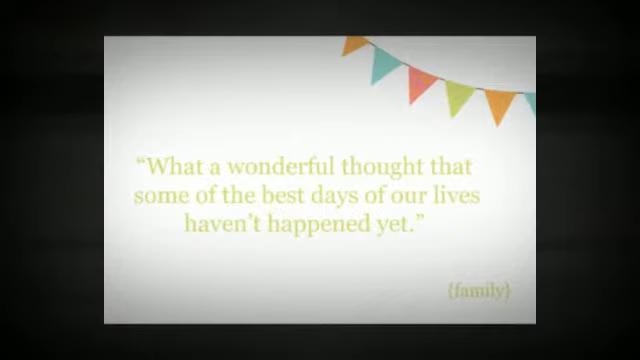 “What a wonderful thought that
some of the best days of our lives
haven’t happened yet.”
{family}